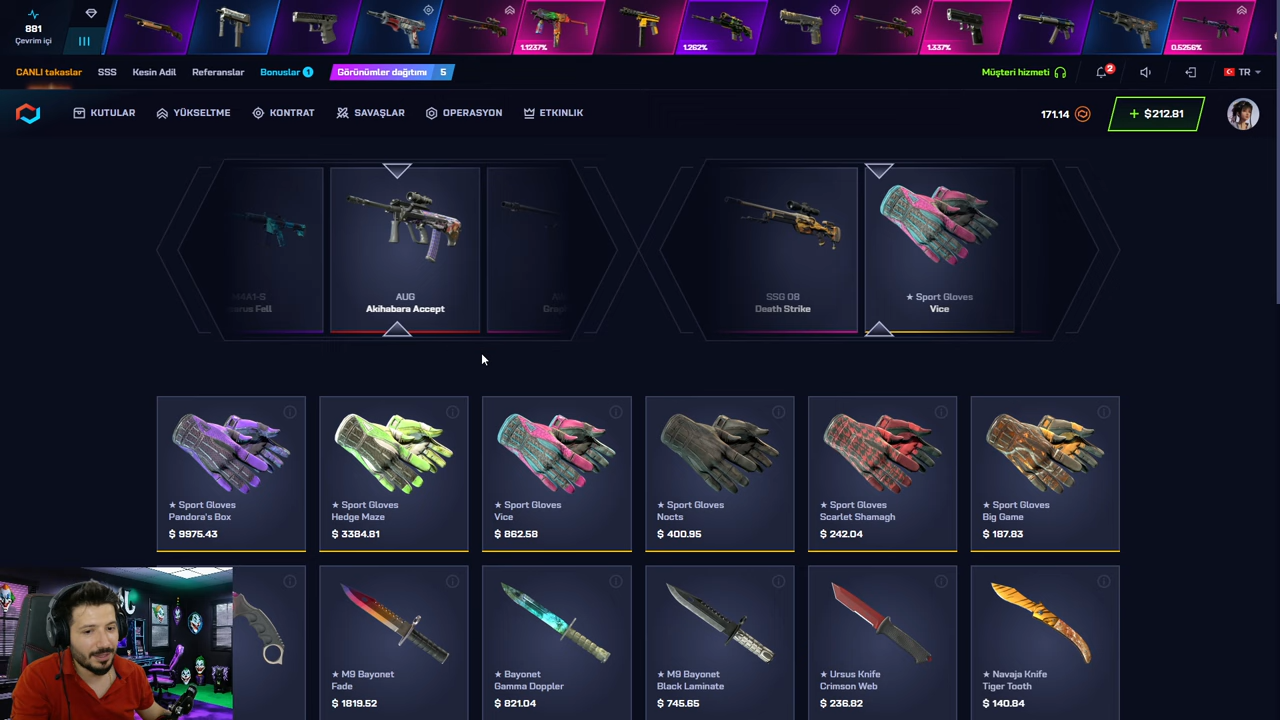 881
Çevrim içi
1.1237%
1.262%
1.337%
0.5256%
CANLI takaslar
SSS
Kesin Adil
Referanslar
Bonuslar 1
Görünümler dağıtımı 5
Müşteri hizmeti
2
TR
KUTULAR
YÜKSELTME
KONTRAT
SAVAŞLAR
OPERASYON
ETKINLIK
171.14
+ $212.81
M4A1-S
AUG
Akihabara Accept
SSG 08
Death Strike
★ Sport Gloves
Vice
★ Sport Gloves
Pandora's Box
$ 9975.43
★ Sport Gloves
Hedge Maze
$ 3384.81
★ Sport Gloves
Vice
$ 862.58
★ Sport Gloves
Nocts
$ 400.95
★ Sport Gloves
Scarlet Shamagh
$ 242.04
★ Sport Gloves
Big Game
$ 187.83
★ M9 Bayonet
Fade
$ 1819.52
★ Bayonet
Gamma Doppler
$ 821.04
★ M9 Bayonet
Black Laminate
$ 745.65
★ Ursus Knife
Crimson Web
$ 236.82
★ Navaja Knife
Tiger Tooth
$ 140.84